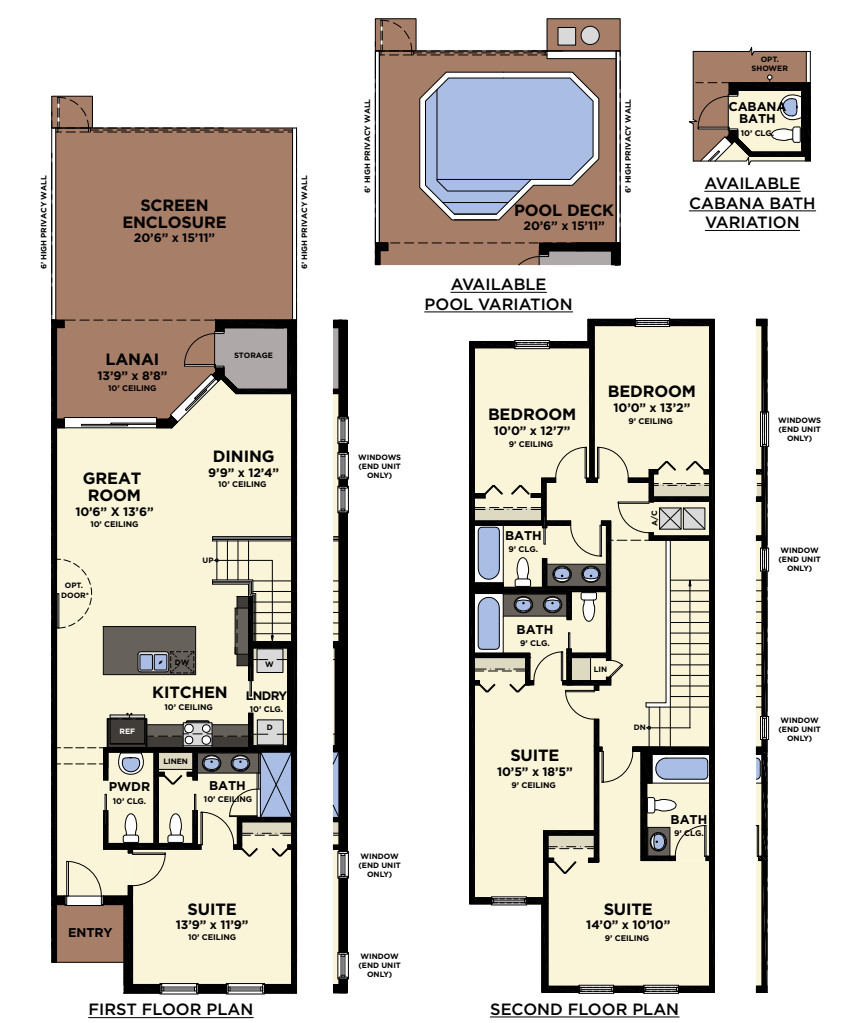 6' HIGH PRIVACY WALL
SCREEN
ENCLOSURE
20'6" x 15'11"
6' HIGH PRIVACY WALL
LANAI
13'9" x 8'8"
10' CEILING
STORAGE
DINING
9'9" x 12'4"
10' CEILING
GREAT
ROOM
10'6" X 13'6"
10' CEILING
WINDOWS
(END UNIT
ONLY)
UP
OPT.
DOOR*
DW
W
KITCHEN
10' CEILING
LNDRY
10' CLG.
REF
D
LINEN
PWDR
10' CLG.
BATH
10' CEILING
WINDOW
(END UNIT
ONLY)
SUITE
13'9" x 11'9"
10' CEILING
ENTRY
WINDOW
(END UNIT
ONLY)
FIRST FLOOR PLAN
6' HIGH PRIVACY WALL
6' HIGH PRIVACY WALL
POOL DECK
20'6" x 15'11"
AVAILABLE
POOL VARIATION
OPT.
SHOWER
CABANA
BATH
10' CLG.
AVAILABLE
CABANA BATH
VARIATION
BEDROOM
10'0" x 12'7"
9' CEILING
BEDROOM
10'0" x 13'2"
9' CEILING
WINDOWS
(END UNIT
ONLY)
A/C
BATH
9' CLG.
WINDOW
(END UNIT
ONLY)
BATH
9' CLG.
LIN
DN
WINDOW
(END UNIT
ONLY)
SUITE
10'5" x 18'5"
9' CEILING
BATH
9' CLG.
SUITE
14'0" x 10'10"
9' CEILING
SECOND FLOOR PLAN